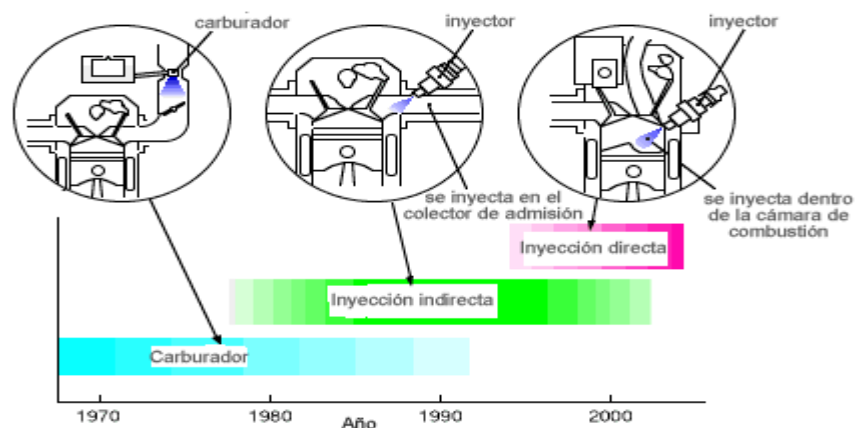 carburador
inyector
inyector
se inyecta en el
colector de admisión
se inyecta dentro
de la cámara de
combustión
Inyección directa
Inyección indirecta
Carburador
1970
1980
1990
2000
Año